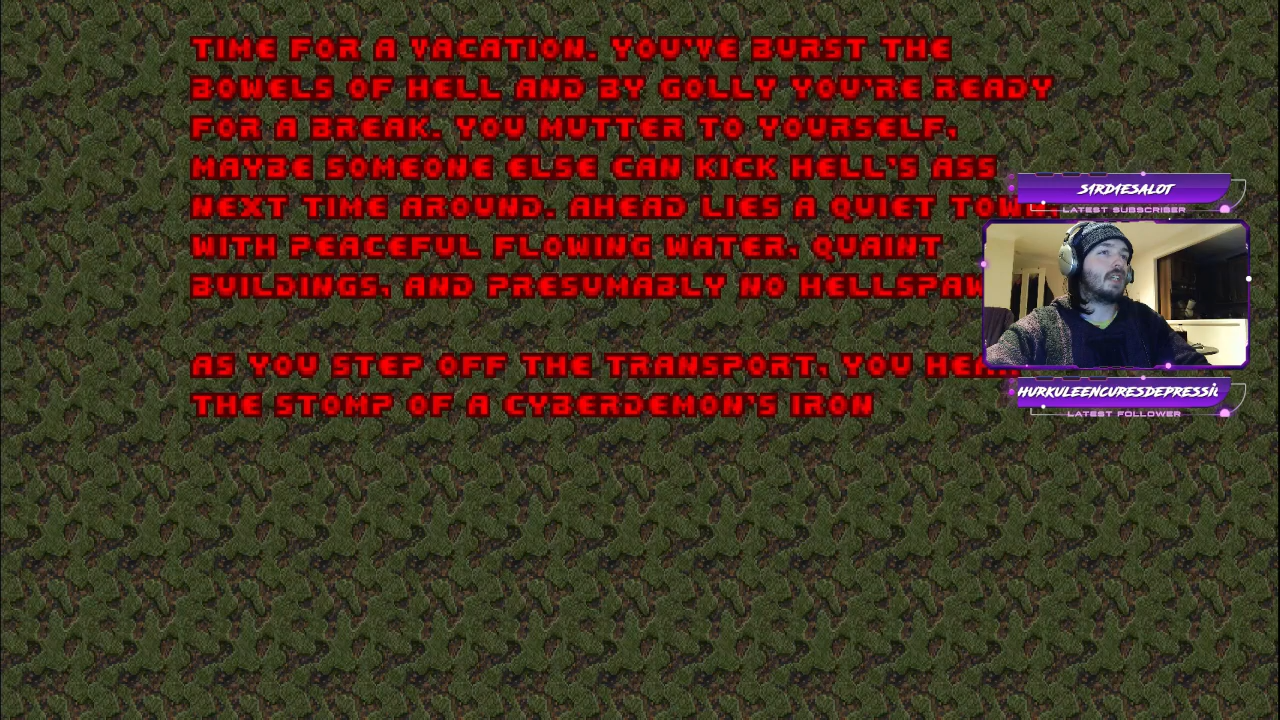 TIME FOR A VACATION. YOU'VE BURST THE
BOWELS OF HELL AND BY GOLLY YOU'RE READY
FOR A BREAK. YOU MUTTER TO YOURSELF,
MAYBE SOMEONE ELSE CAN KICK HELL'S ASS
NEXT TIME AROUND. AHEAD LIES A QUIET TOWN,
WITH PEACEFUL FLOWING WATER, QUAINT
BUILDINGS, AND PRESUMABLY NO
AS YOU STEP OFF THE TRANSPORT, YOU
THE STOMP OF A CYBERDEMON'S IRON
S1RD1ESALOT
LATEST SUBSCRIBER
HURKULEENCURESDEPRESSI
LATEST FOLLOWER